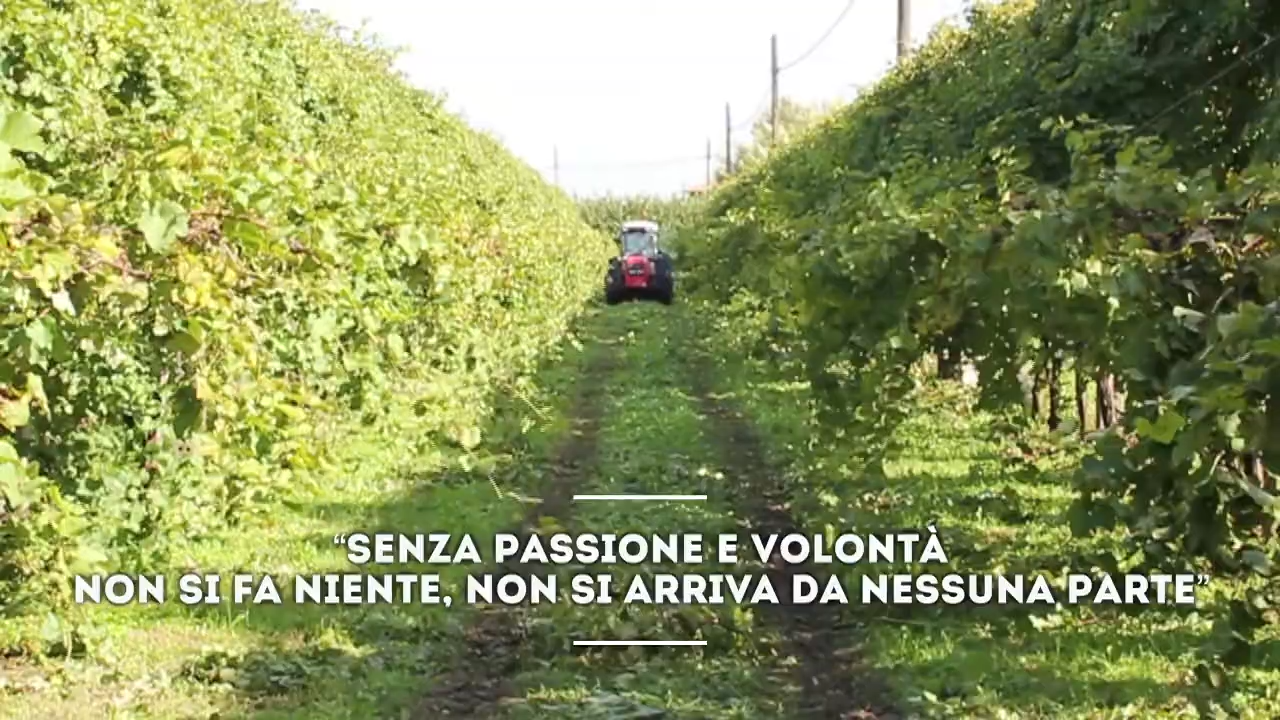 “SENZA PASSIONE E VOLONTÀ
NON SI FA NIENTE, NON SI ARRIVA DA NESSUNA PARTE”